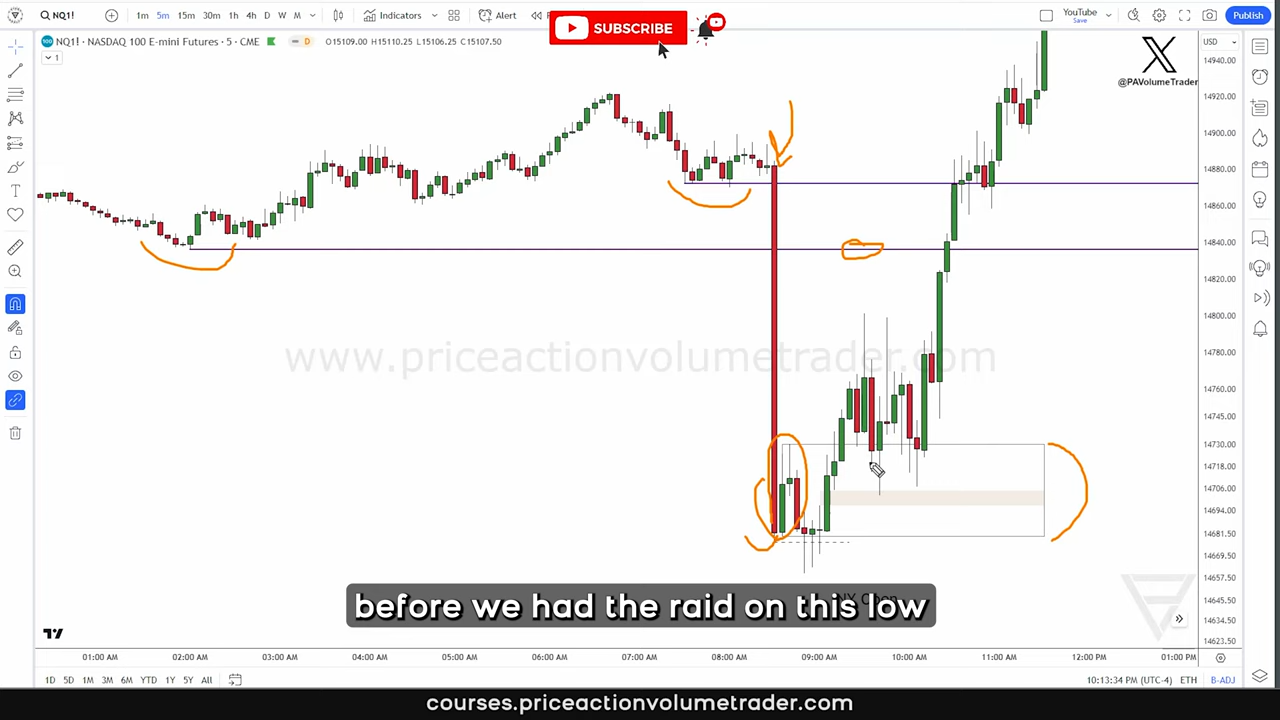 NQ1! 1m 5m 15m 30m 1h 4h D W M Indicators Alert
SUBSCRIBE
YouTube
Save
Publish
NQ1! · NASDAQ 100 E-mini Futures · 5 · CME D O15109.00 H15110.25 L15106.25 C15107.50
1
USD
@PAVolumeTrader
14940.00
14920.00
14900.00
14880.00
14860.00
14840.00
14820.00
14800.00
14780.00
14760.00
14745.00
14730.00
14718.00
14706.00
14694.00
14681.50
14669.50
14657.50
14645.50
14634.50
14623.50
www.priceactionvolumetrader.com
before we had the raid on this low
01:00 AM 02:00 AM 03:00 AM 04:00 AM 05:00 AM 06:00 AM 07:00 AM 08:00 AM 09:00 AM 10:00 AM 11:00 AM 12:00 PM 01:00 PM
1D 5D 1M 3M 6M YTD 1Y 5Y All 10:13:34 PM (UTC-4) ETH B-ADJ
courses.priceactionvolumetrader.com